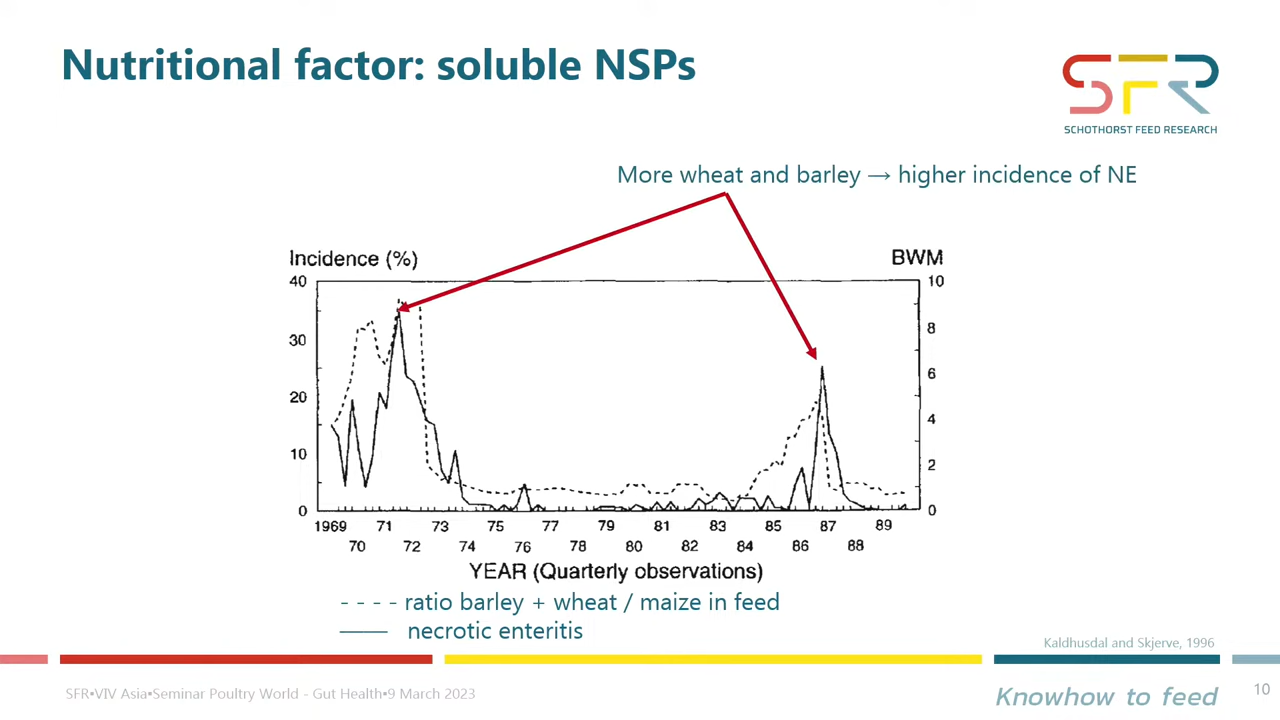 Nutritional factor: soluble NSPs
SFR
SCHOTHORST FEED RESEARCH
More wheat and barley → higher incidence of NE
Incidence (%)
BWM
40
30
20
10
0
10
8
6
4
2
0
1969 71 73 75 77 79 81 83 85 87 89
70 72 74 76 78 80 82 84 86 88
YEAR (Quarterly observations)
- - - - ratio barley + wheat / maize in feed
—— necrotic enteritis
Kaldhusdal and Skjerve, 1996
SFR•VIV Asia•Seminar Poultry World - Gut Health•9 March 2023
Knowhow to feed
10